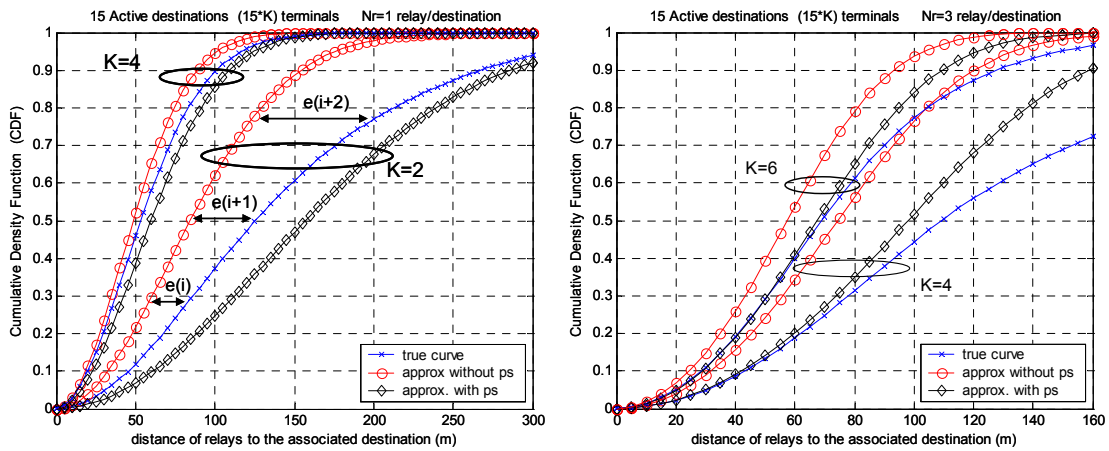 15 Active destinations (15*K) terminals Nr=1 relay/destination
Cumulative Density Function (CDF)
1
0.9
0.8
0.7
0.6
0.5
0.4
0.3
0.2
0.1
0
K=4
e(i+2)
K=2
e(i+1)
e(i)
true curve
approx without ps
approx. with ps
0 50 100 150 200 250 300
distance of relays to the associated destination (m)
15 Active destinations (15*K) terminals Nr=3 relay/destination
Cumulative Density Function (CDF)
1
0.9
0.8
0.7
0.6
0.5
0.4
0.3
0.2
0.1
0
K=6
K=4
true curve
approx without ps
approx. with ps
0 20 40 60 80 100 120 140 160
distance of relays to the associated destination (m)